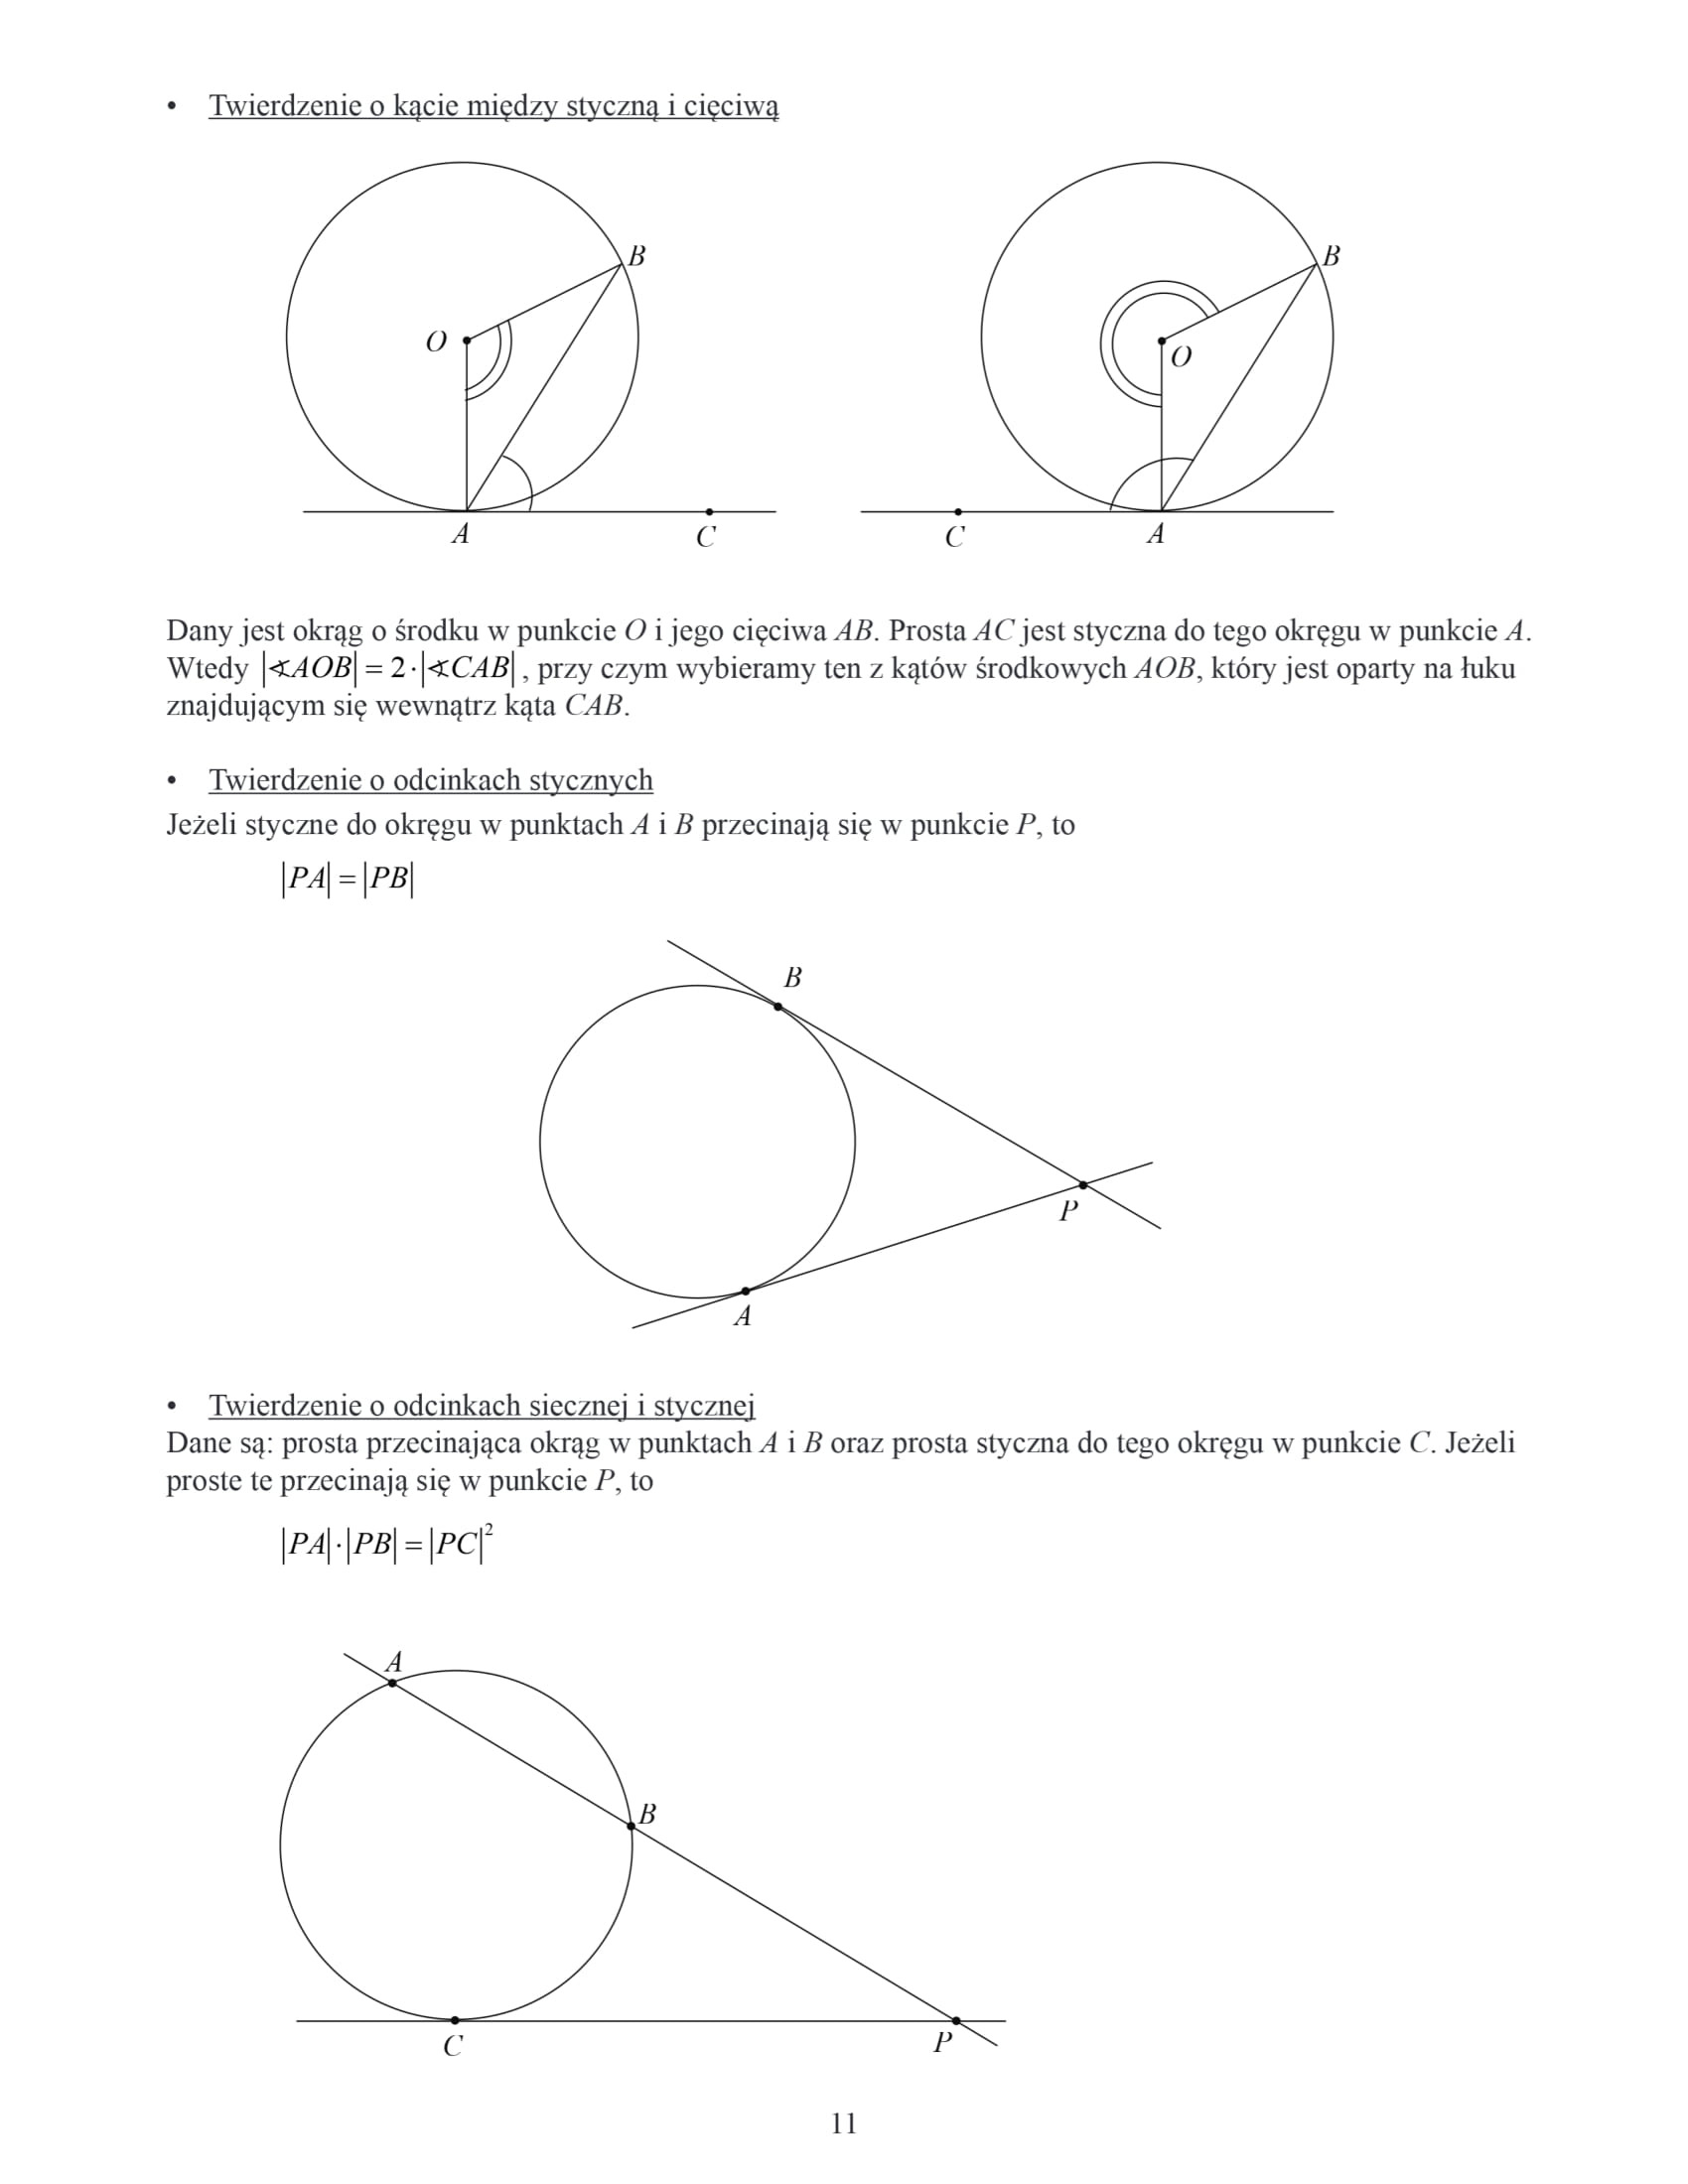 • Twierdzenie o kącie między styczną i cięciwą
B
O
A
C
B
O
C
A
Dany jest okrąg o środku w punkcie O i jego cięciwa AB. Prosta AC jest styczna do tego okręgu w punkcie A.
Wtedy |∢AOB| = 2·|∢CAB|, przy czym wybieramy ten z kątów środkowych AOB, który jest oparty na łuku
znajdującym się wewnątrz kąta CAB.
• Twierdzenie o odcinkach stycznych
Jeżeli styczne do okręgu w punktach A i B przecinają się w punkcie P, to
|PA| = |PB|
B
P
A
• Twierdzenie o odcinkach siecznej i stycznej
Dane są: prosta przecinająca okrąg w punktach A i B oraz prosta styczna do tego okręgu w punkcie C. Jeżeli
proste te przecinają się w punkcie P, to
|PA|·|PB| = |PC|²
A
B
C
P
11